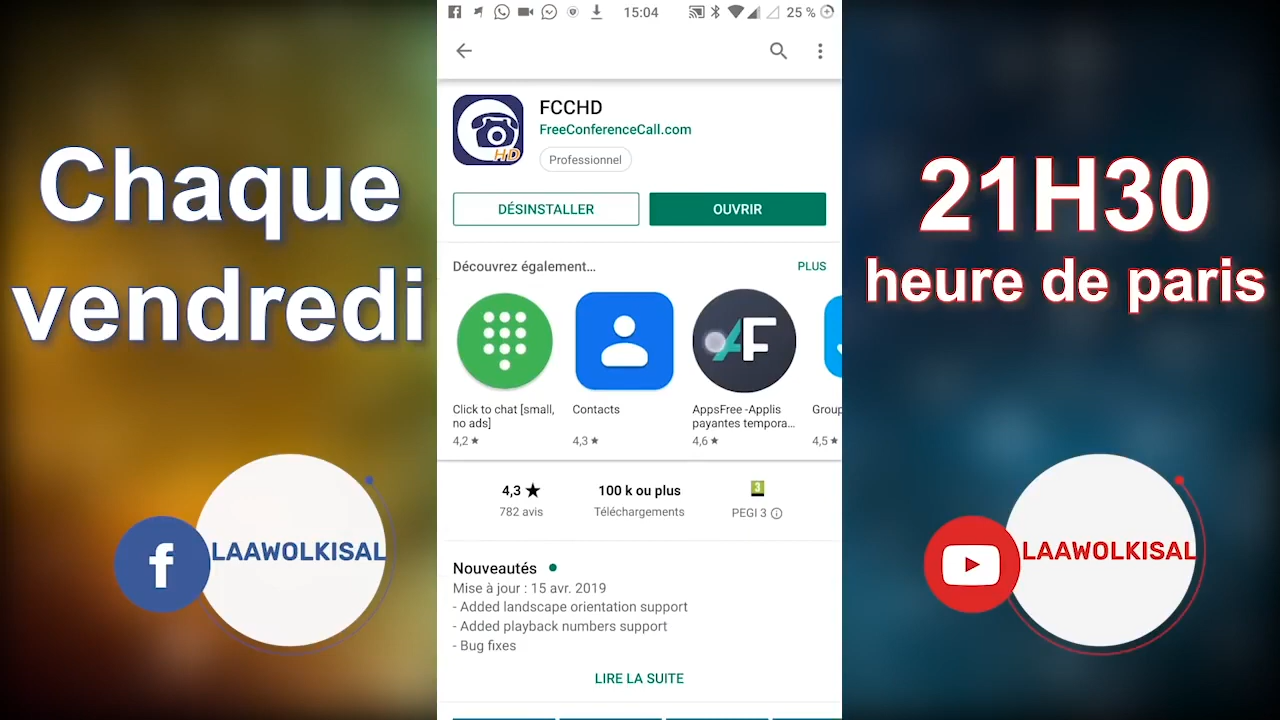 Chaque
vendredi
LAAWOLKISAL
15:04
25 %
FCCHD
FreeConferenceCall.com
HD
Professionnel
DÉSINSTALLER
OUVRIR
Découvrez également…
PLUS
Click to chat [small,
no ads]
4,2 ★
Contacts
4,3 ★
AppsFree -Applis
payantes tempora…
4,6 ★
Group
4,5 ★
4,3 ★
782 avis
100 k ou plus
Téléchargements
3
PEGI 3
Nouveautés
Mise à jour : 15 avr. 2019
- Added landscape orientation support
- Added playback numbers support
- Bug fixes
LIRE LA SUITE
21H30
heure de paris
LAAWOLKISAL